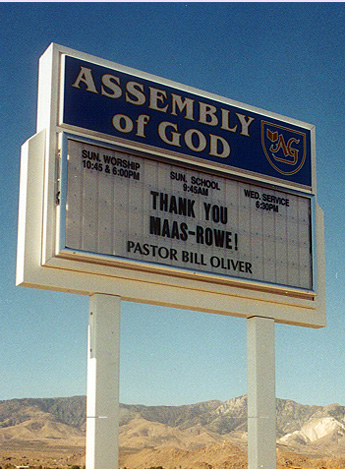 ASSEMBLY
of GOD
AG
SUN. WORSHIP
10:45 & 6:00PM
SUN. SCHOOL
9:45AM
WED. SERVICE
6:30PM
THANK YOU
MAAS-ROWE!
PASTOR BILL OLIVER